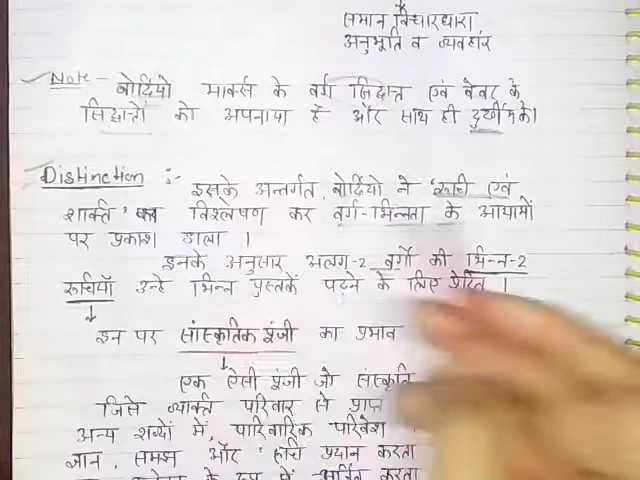 समान विचारधारा
अनुभूति व व्यवहार
Note - बोर्दियो मार्क्स के वर्ग सिद्धान्त एवं वेबर के
सिद्धान्तों को अपनाया है और साथ ही दुर्खीम के।
Distinction :- इसके अन्तर्गत, बोर्दियो ने 'रूची एवं
शक्ति' का विश्लेषण कर वर्ग-भिन्नता के आयामों
पर प्रकाश डाला ।
इनके अनुसार अलग-2 वर्गों की भिन्न-2
रूचियाँ उन्हे भिन्न पुस्तकें पढ़ने के लिए प्रेरित ।
इन पर सांस्कृतिक पूंजी का प्रभाव
एक ऐसी पूंजी जो संस्कृति
जिसे व्यक्ति परिवार से प्राप्त
अन्य शब्दों में, पारिवारिक परिवेश
ज्ञान, समझ और रूचि प्रदान करता
के रूप में अर्जित करता